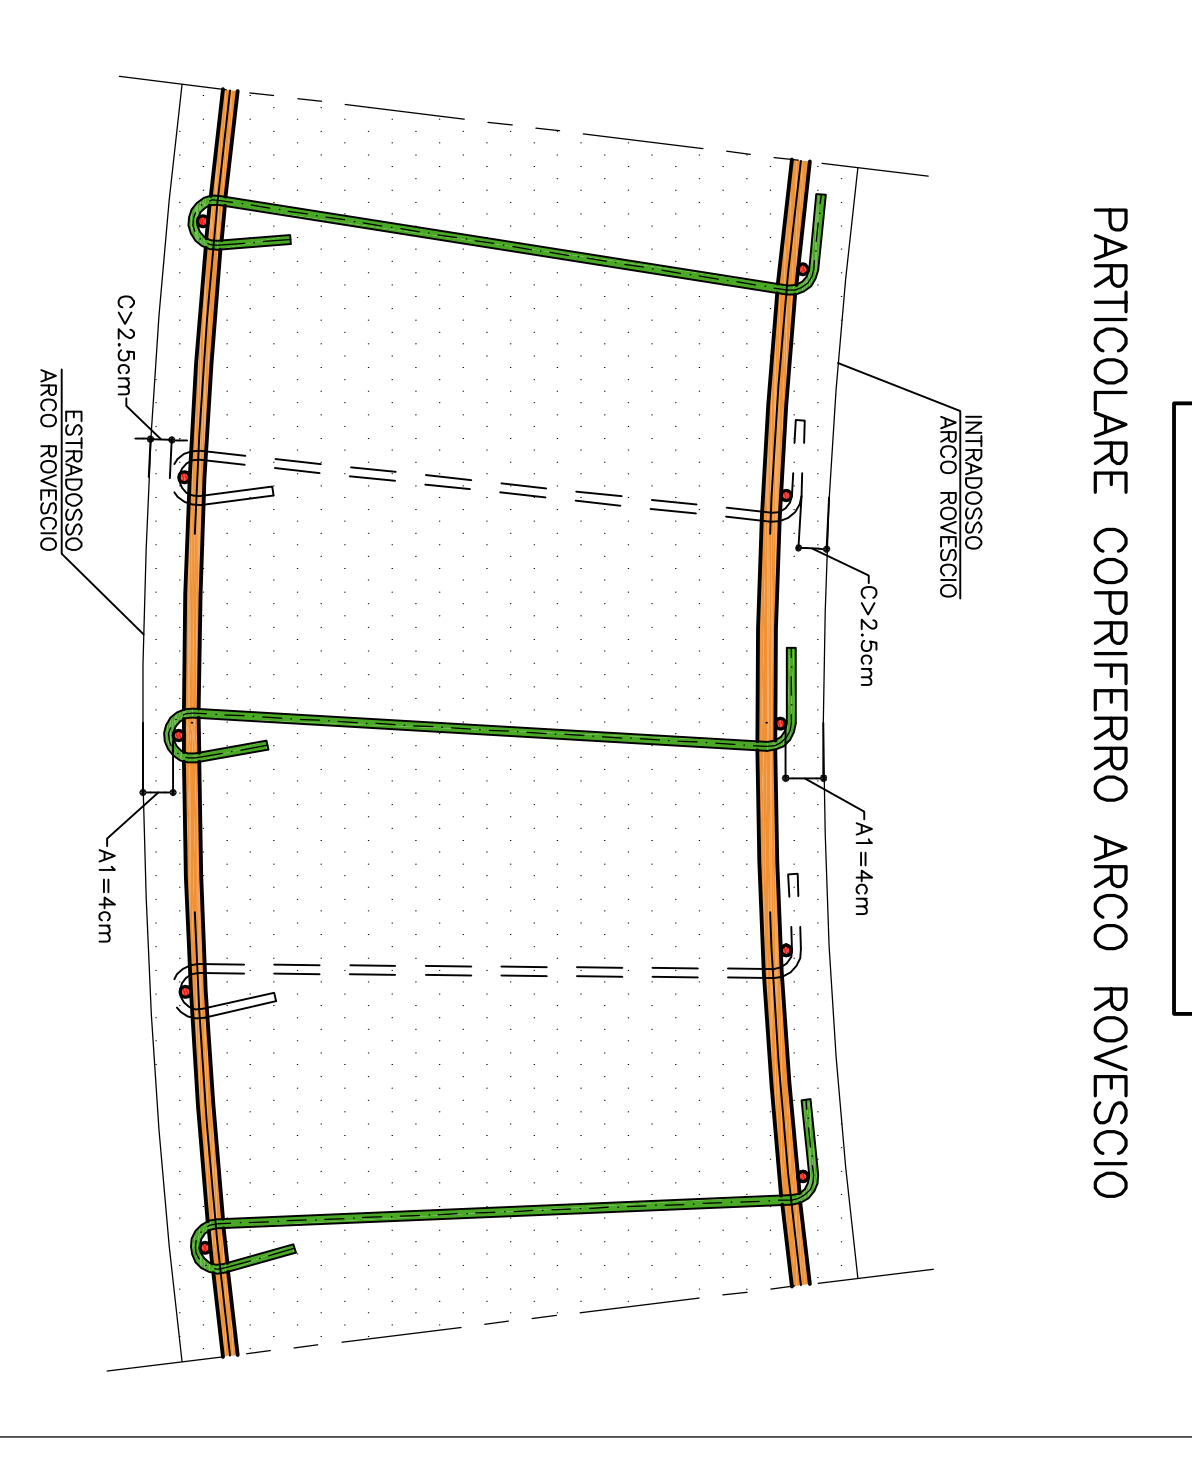 PARTICOLARE COPRIFERRO ARCO ROVESCIO
INTRADOSSO
ARCO ROVESCIO
C>2.5cm
A1=4cm
C>2.5cm
ESTRADOSSO
ARCO ROVESCIO
A1=4cm